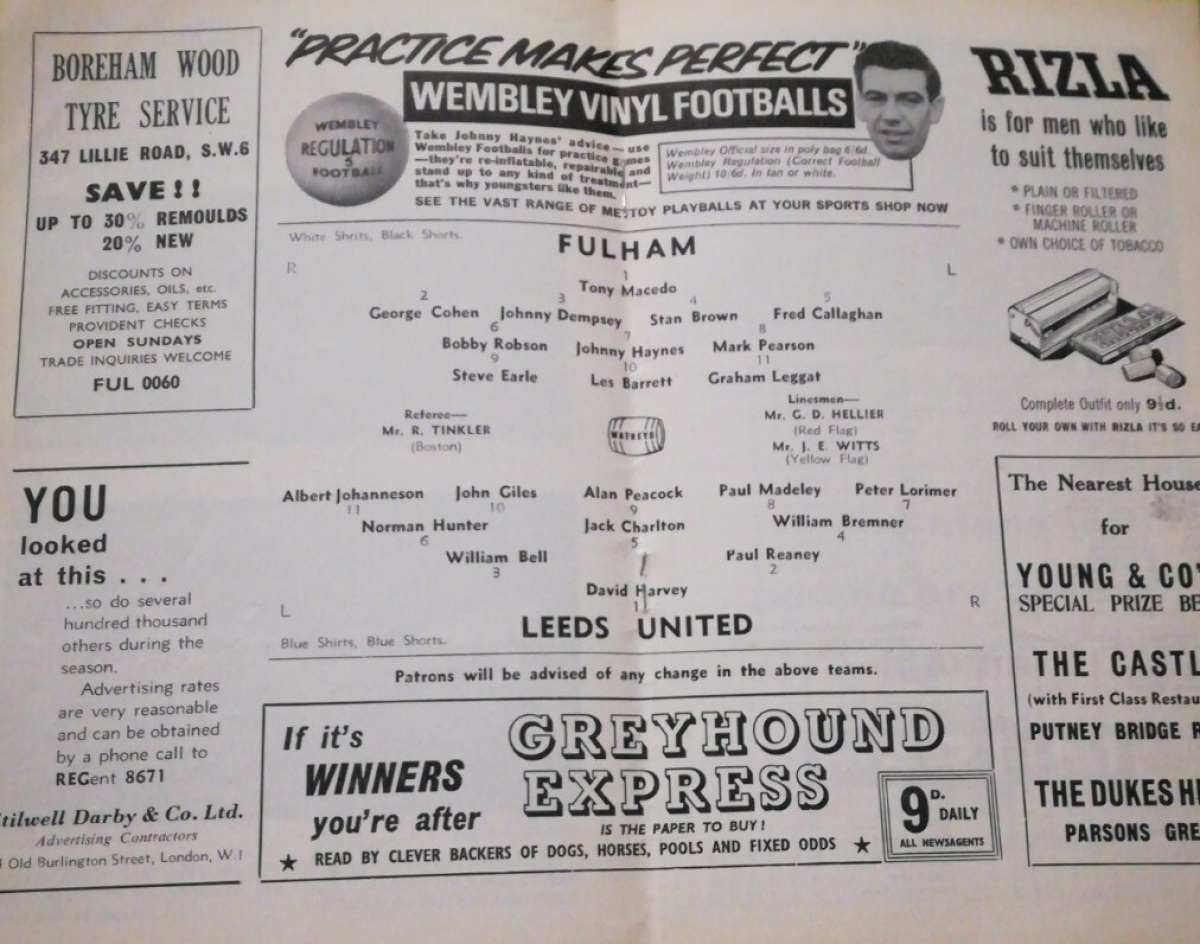 BOREHAM WOOD
TYRE SERVICE
347 LILLIE ROAD, S.W.6
SAVE!!
UP TO 30% REMOULDS
20% NEW
DISCOUNTS ON
ACCESSORIES, OILS, etc.
FREE FITTING, EASY TERMS
PROVIDENT CHECKS
OPEN SUNDAYS
TRADE INQUIRIES WELCOME
FUL 0060
YOU
looked
at this . . .
...so do several
hundred thousand
others during the
season.
Advertising rates
are very reasonable
and can be obtained
by a phone call to
REGent 8671
tilwell Darby & Co. Ltd.
Advertising Contractors
Old Burlington Street, London, W.1
"PRACTICE MAKES PERFECT"
WEMBLEY VINYL FOOTBALLS
WEMBLEY
REGULATION
5
FOOTBALL
Take Johnny Haynes' advice — use
Wembley Footballs for practice games
—they're re-inflatable, repairable and
stand up to any kind of treatment—
that's why youngsters like them.
Wembley Official size in poly bag 6/6d.
Wembley Regulation (Correct Football
Weight) 10/6d. In tan or white.
SEE THE VAST RANGE OF METTOY PLAYBALLS AT YOUR SPORTS SHOP NOW
White Shrits, Black Shorts.
FULHAM
R
L
1
Tony Macedo
2 3 4 5
George Cohen Johnny Dempsey Stan Brown Fred Callaghan
6 7 8
Bobby Robson Johnny Haynes Mark Pearson
9 10 11
Steve Earle Les Barrett Graham Leggat
Referee—
Mr. R. TINKLER
(Boston)
WATNEYS
Linesmen—
Mr. G. D. HELLIER
(Red Flag)
Mr. J. E. WITTS
(Yellow Flag)
Albert Johanneson John Giles Alan Peacock Paul Madeley Peter Lorimer
11 10 9 8 7
Norman Hunter Jack Charlton William Bremner
6 5 4
William Bell Paul Reaney
3 2
David Harvey
1
L
R
LEEDS UNITED
Blue Shirts, Blue Shorts.
Patrons will be advised of any change in the above teams.
If it's
WINNERS
you're after
GREYHOUND
EXPRESS
IS THE PAPER TO BUY!
★ READ BY CLEVER BACKERS OF DOGS, HORSES, POOLS AND FIXED ODDS ★
9D. DAILY
ALL NEWSAGENTS
RIZLA
is for men who like
to suit themselves
* PLAIN OR FILTERED
* FINGER ROLLER OR
MACHINE ROLLER
* OWN CHOICE OF TOBACCO
Complete Outfit only 9½d.
ROLL YOUR OWN WITH RIZLA IT'S SO EA
The Nearest House
for
YOUNG & CO'
SPECIAL PRIZE BE
THE CASTL
(with First Class Restau
PUTNEY BRIDGE R
THE DUKES HE
PARSONS GRE